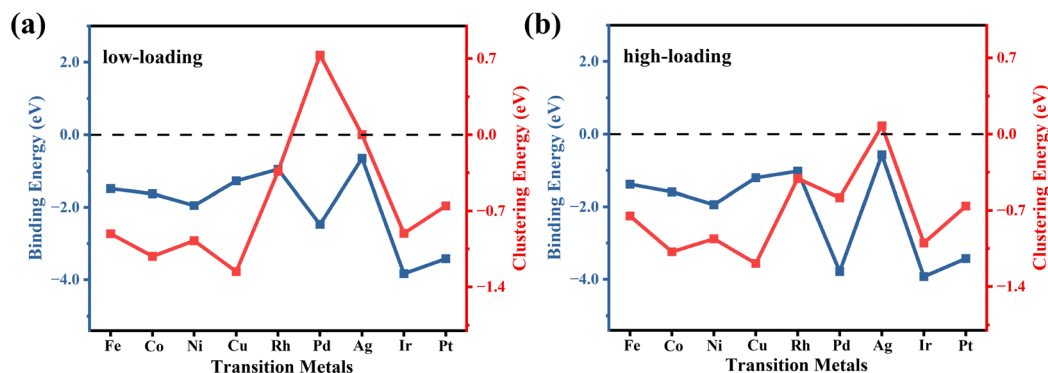 (a)
low-loading
Binding Energy (eV)
2.0
0.0
−2.0
−4.0
Clustering Energy (eV)
0.7
0.0
−0.7
−1.4
Fe Co Ni Cu Rh Pd Ag Ir Pt
Transition Metals
(b)
high-loading
Binding Energy (eV)
2.0
0.0
−2.0
−4.0
Clustering Energy (eV)
0.7
0.0
−0.7
−1.4
Fe Co Ni Cu Rh Pd Ag Ir Pt
Transition Metals